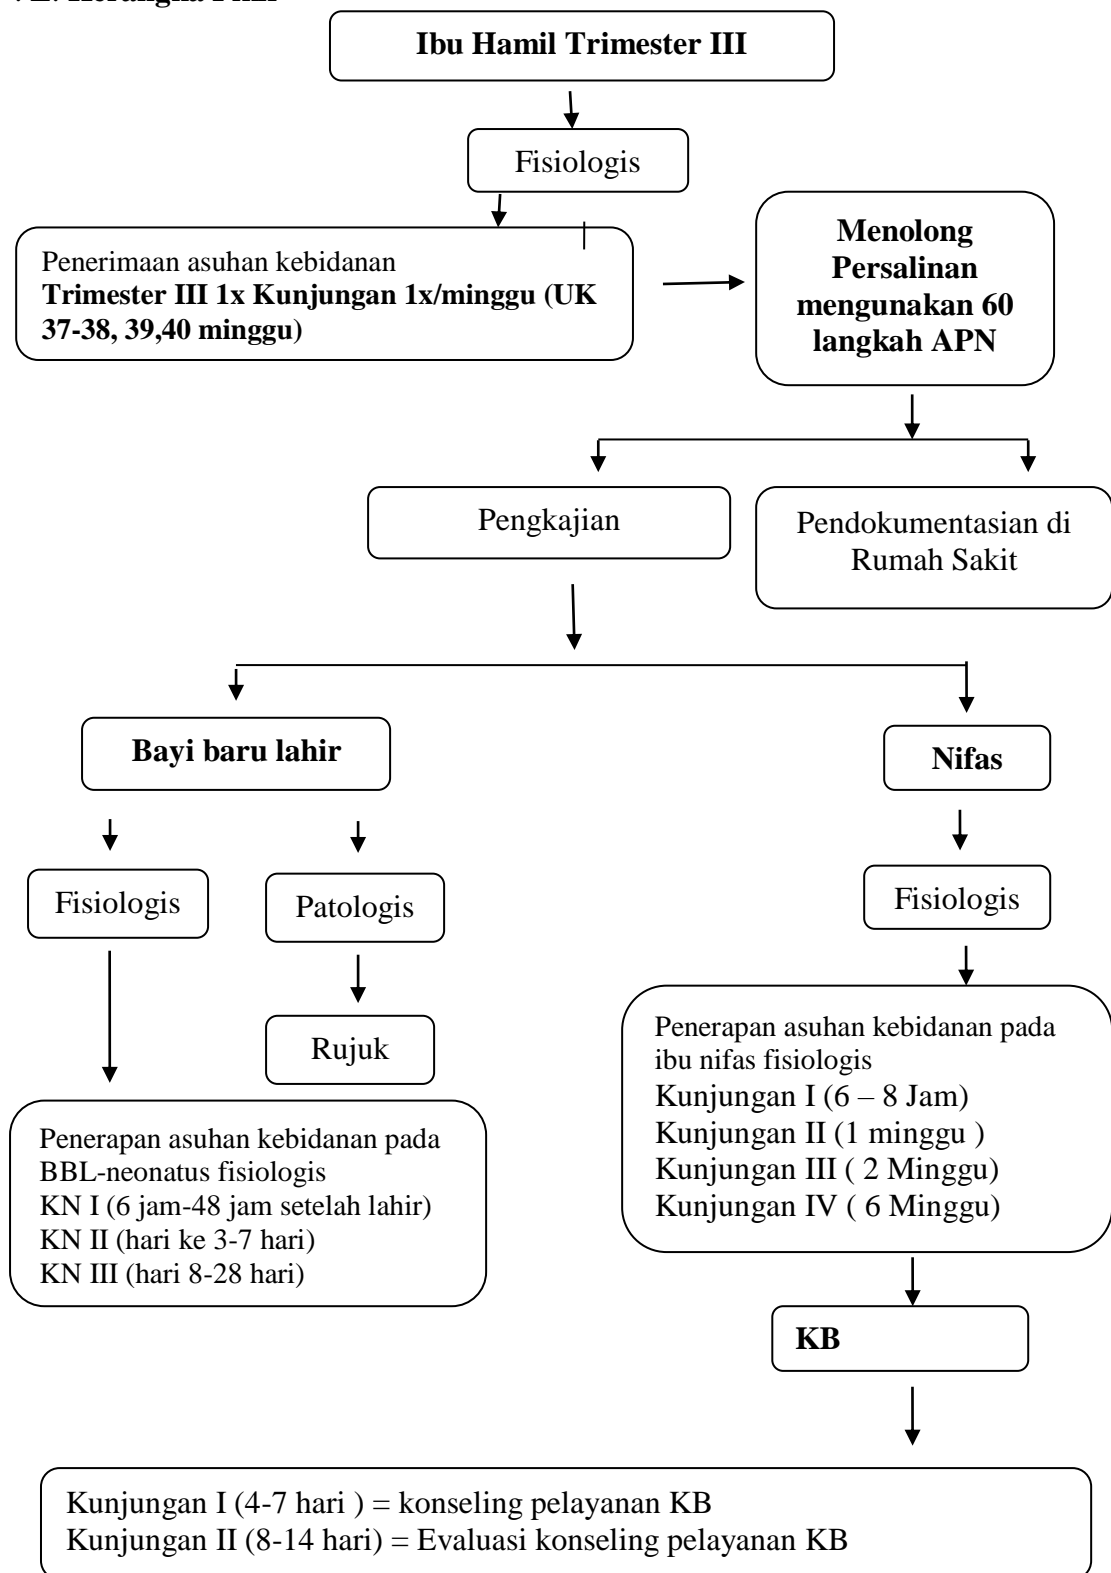 Ibu Hamil Trimester III
Fisiologis
Penerimaan asuhan kebidanan
Trimester III 1x Kunjungan 1x/minggu (UK
37-38, 39,40 minggu)
Menolong
Persalinan
mengunakan 60
langkah APN
Pengkajian
Pendokumentasian di
Rumah Sakit
Bayi baru lahir
Nifas
Fisiologis
Patologis
Fisiologis
Rujuk
Penerapan asuhan kebidanan pada
ibu nifas fisiologis
Kunjungan I (6 – 8 Jam)
Kunjungan II (1 minggu )
Kunjungan III ( 2 Minggu)
Kunjungan IV ( 6 Minggu)
Penerapan asuhan kebidanan pada
BBL-neonatus fisiologis
KN I (6 jam-48 jam setelah lahir)
KN II (hari ke 3-7 hari)
KN III (hari 8-28 hari)
KB
Kunjungan I (4-7 hari ) = konseling pelayanan KB
Kunjungan II (8-14 hari) = Evaluasi konseling pelayanan KB